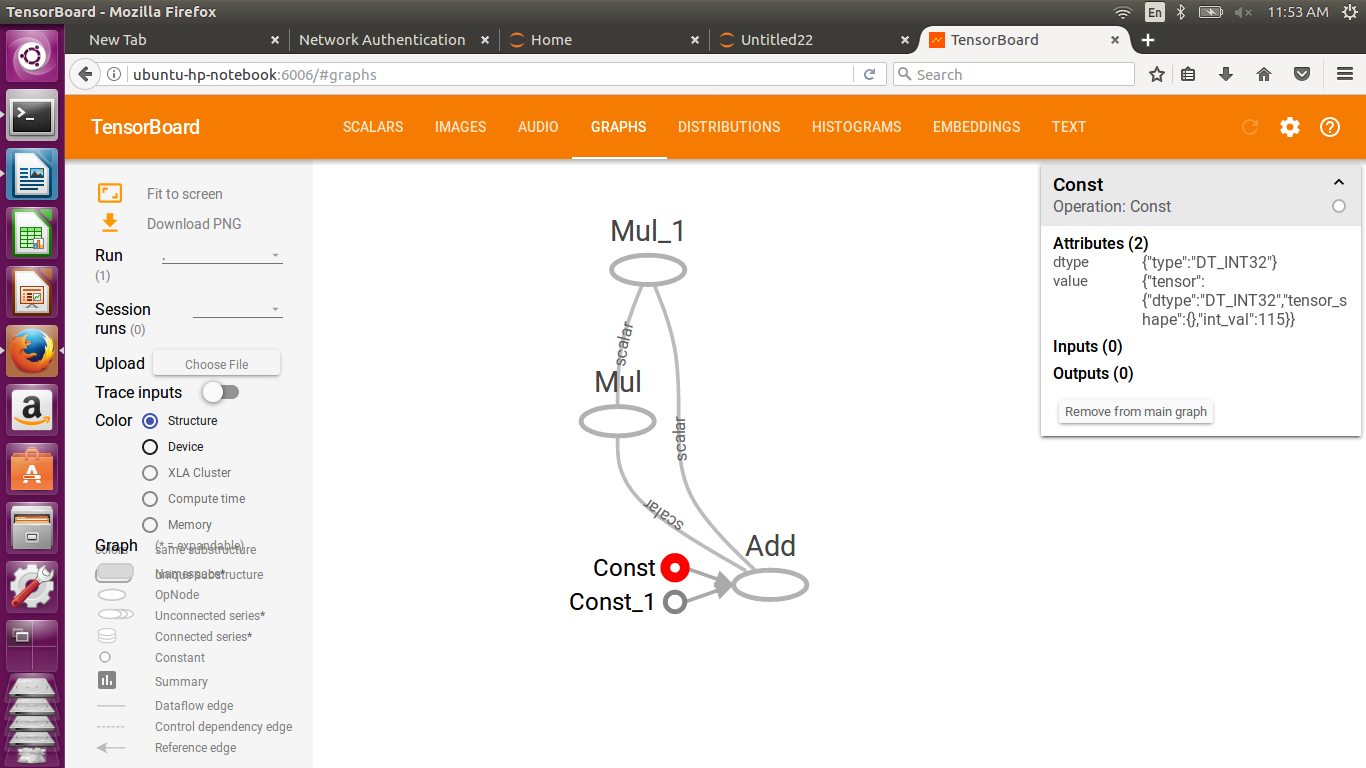 TensorBoard - Mozilla Firefox
En
11:53 AM
New Tab
Network Authentication
Home
Untitled22
TensorBoard
ubuntu-hp-notebook:6006/#graphs
Search
TensorBoard
SCALARS
IMAGES
AUDIO
GRAPHS
DISTRIBUTIONS
HISTOGRAMS
EMBEDDINGS
TEXT
Fit to screen
Download PNG
Run
(1)
.
Session
runs (0)
Upload
Choose File
Trace inputs
Color
Structure
Device
XLA Cluster
Compute time
Memory
Graph
(* = expandable)
colors
same substructure
Namespace*
unique substructure
OpNode
Unconnected series*
Connected series*
Constant
Summary
Dataflow edge
Control dependency edge
Reference edge
Mul_1
scalar
Mul
scalar
scalar
Add
Const
Const_1
Const
Operation: Const
Attributes (2)
dtype
{"type":"DT_INT32"}
value
{"tensor":
{"dtype":"DT_INT32","tensor_s
hape":{},"int_val":115}}
Inputs (0)
Outputs (0)
Remove from main graph